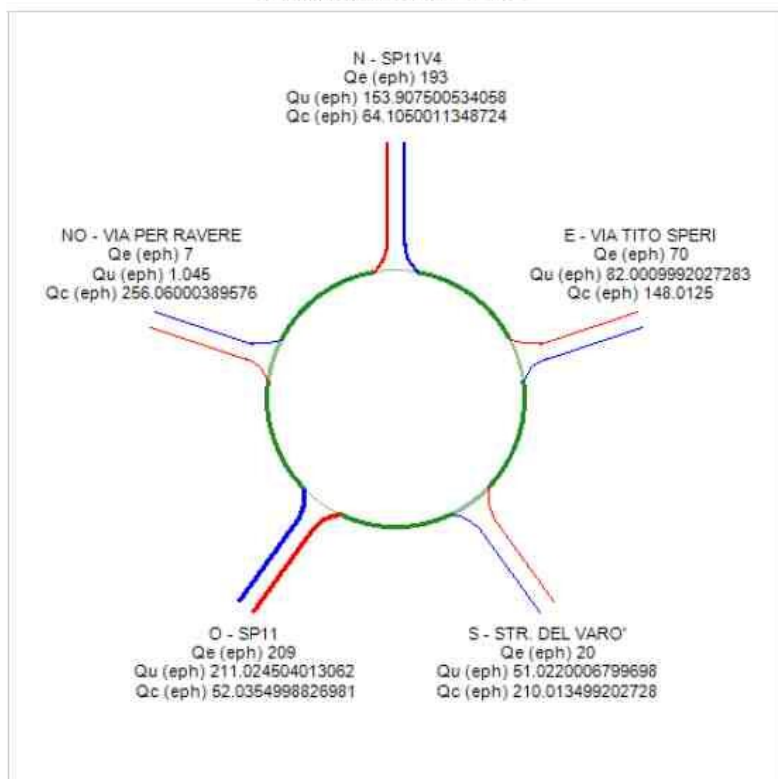 N - SP11V4
Qe (eph) 193
Qu (eph) 153.907500534058
Qc (eph) 64.1050011348724
NO - VIA PER RAVERE
Qe (eph) 7
Qu (eph) 1.045
Qc (eph) 256.06000389576
E - VIA TITO SPERI
Qe (eph) 70
Qu (eph) 82.0009992027283
Qc (eph) 148.0125
O - SP11
Qe (eph) 209
Qu (eph) 211.024504013062
Qc (eph) 52.0354998826981
S - STR. DEL VARO'
Qe (eph) 20
Qu (eph) 51.0220006799698
Qc (eph) 210.013499202728